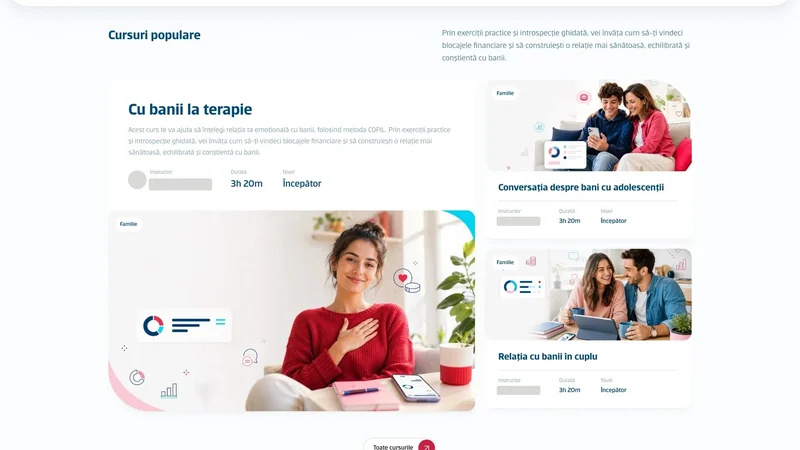 Cursuri populare
Prin exerciții practice și introspecție ghidată, vei învăța cum să-ți vindeci
blocajele financiare și să construiești o relație mai sănătoasă, echilibrată și
conștientă cu banii.
Cu banii la terapie
Acest curs te va ajuta să înțelegi relația ta emoțională cu banii, folosind metoda COPIL. Prin exerciții practice
și introspecție ghidată, vei învăța cum să-ți vindeci blocajele financiare și să construiești o relație mai
sănătoasă, echilibrată și conștientă cu banii.
Instructor
Durată
Nivel
3h 20m
Începător
Familie
Familie
Conversația despre bani cu adolescenții
Instructor
Durată
Nivel
3h 20m
Începător
Familie
Relația cu banii în cuplu
Instructor
Durată
Nivel
3h 20m
Începător
Toate cursurile